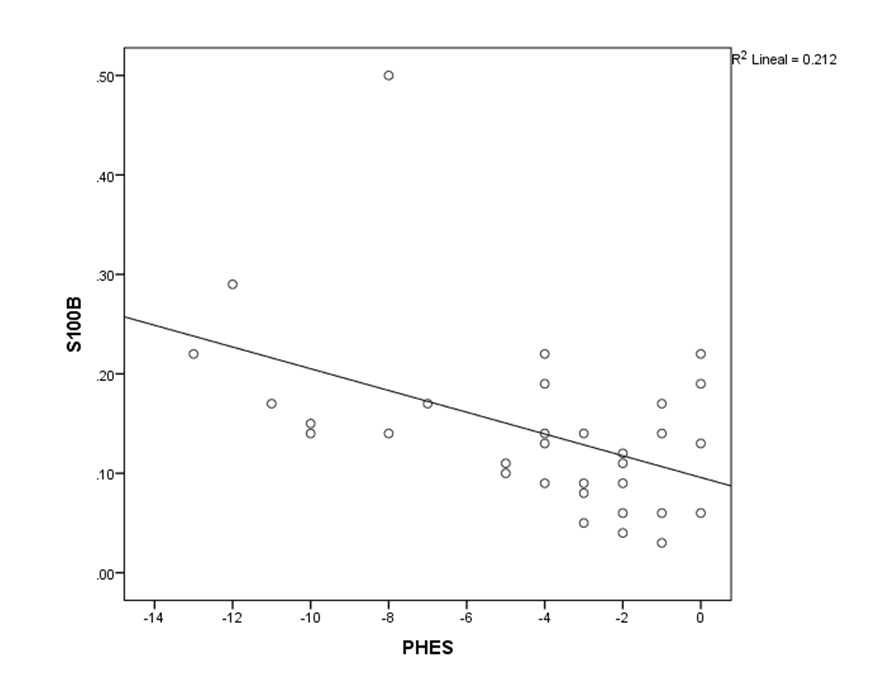 R² Lineal = 0.212
.50
.40
.30
S100B
.20
.10
.00
-14 -12 -10 -8 -6 -4 -2 0
PHES